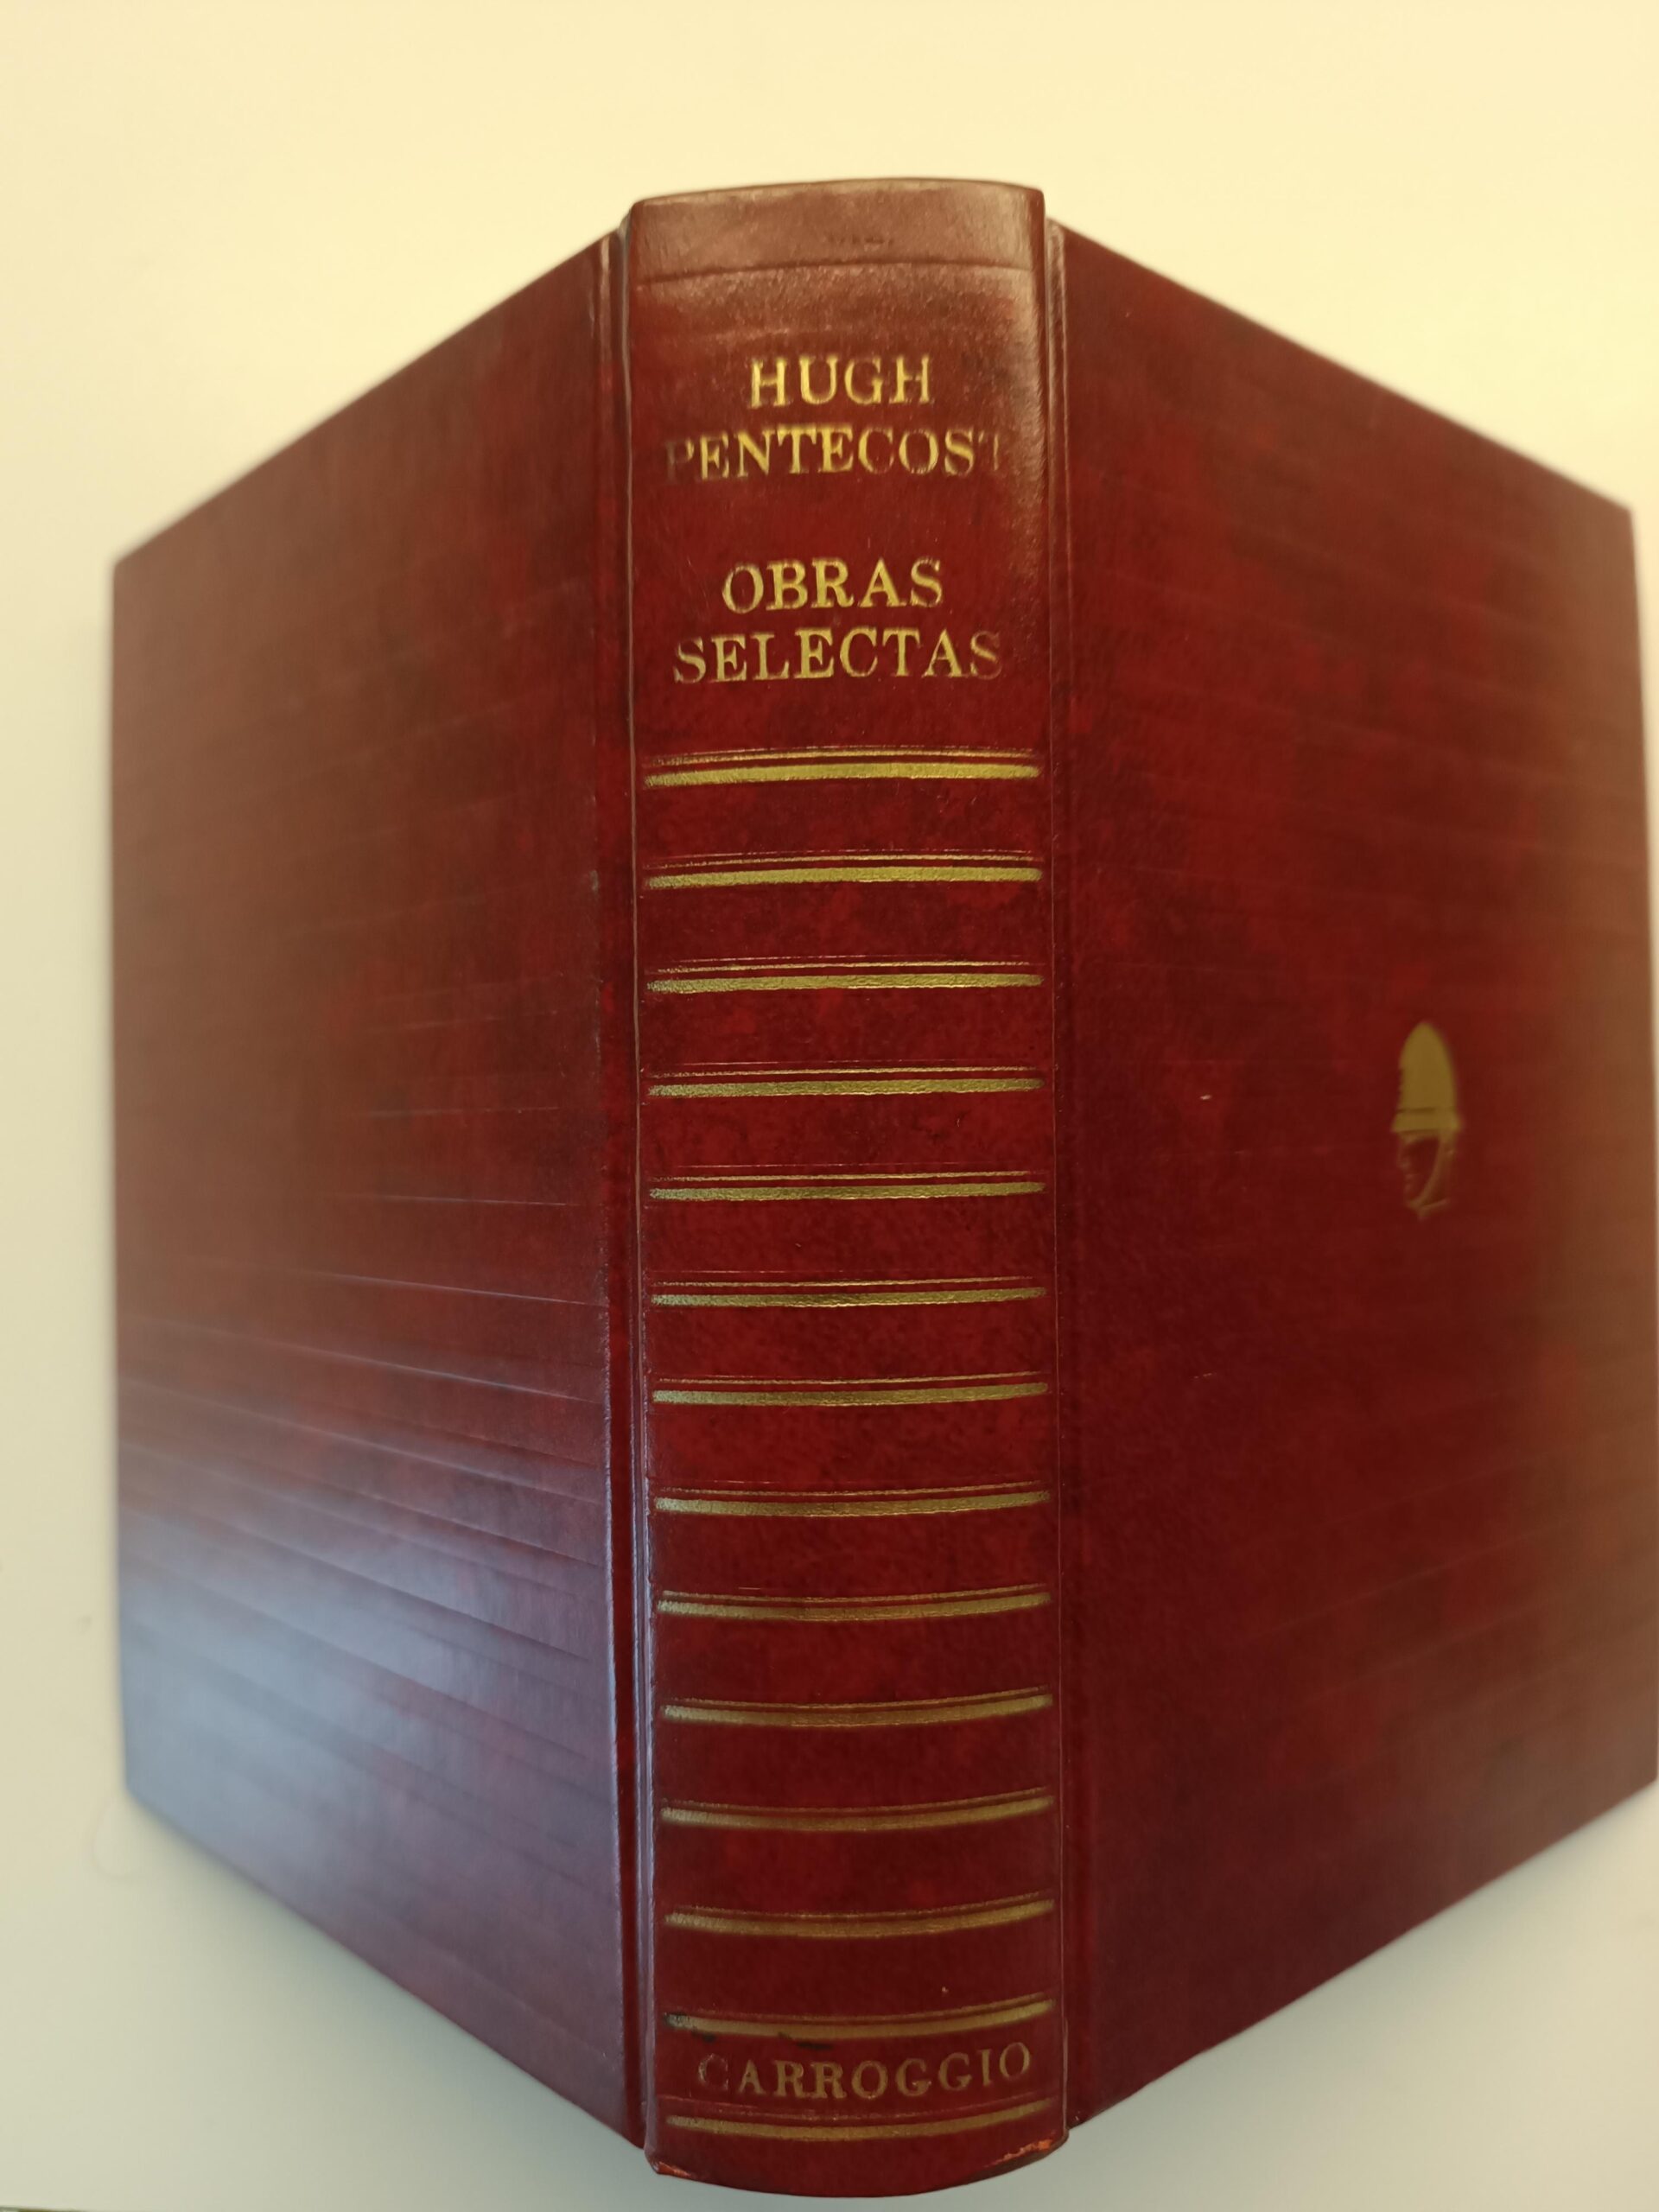 HUGH
PENTECOST
OBRAS
SELECTAS
CARROGGIO